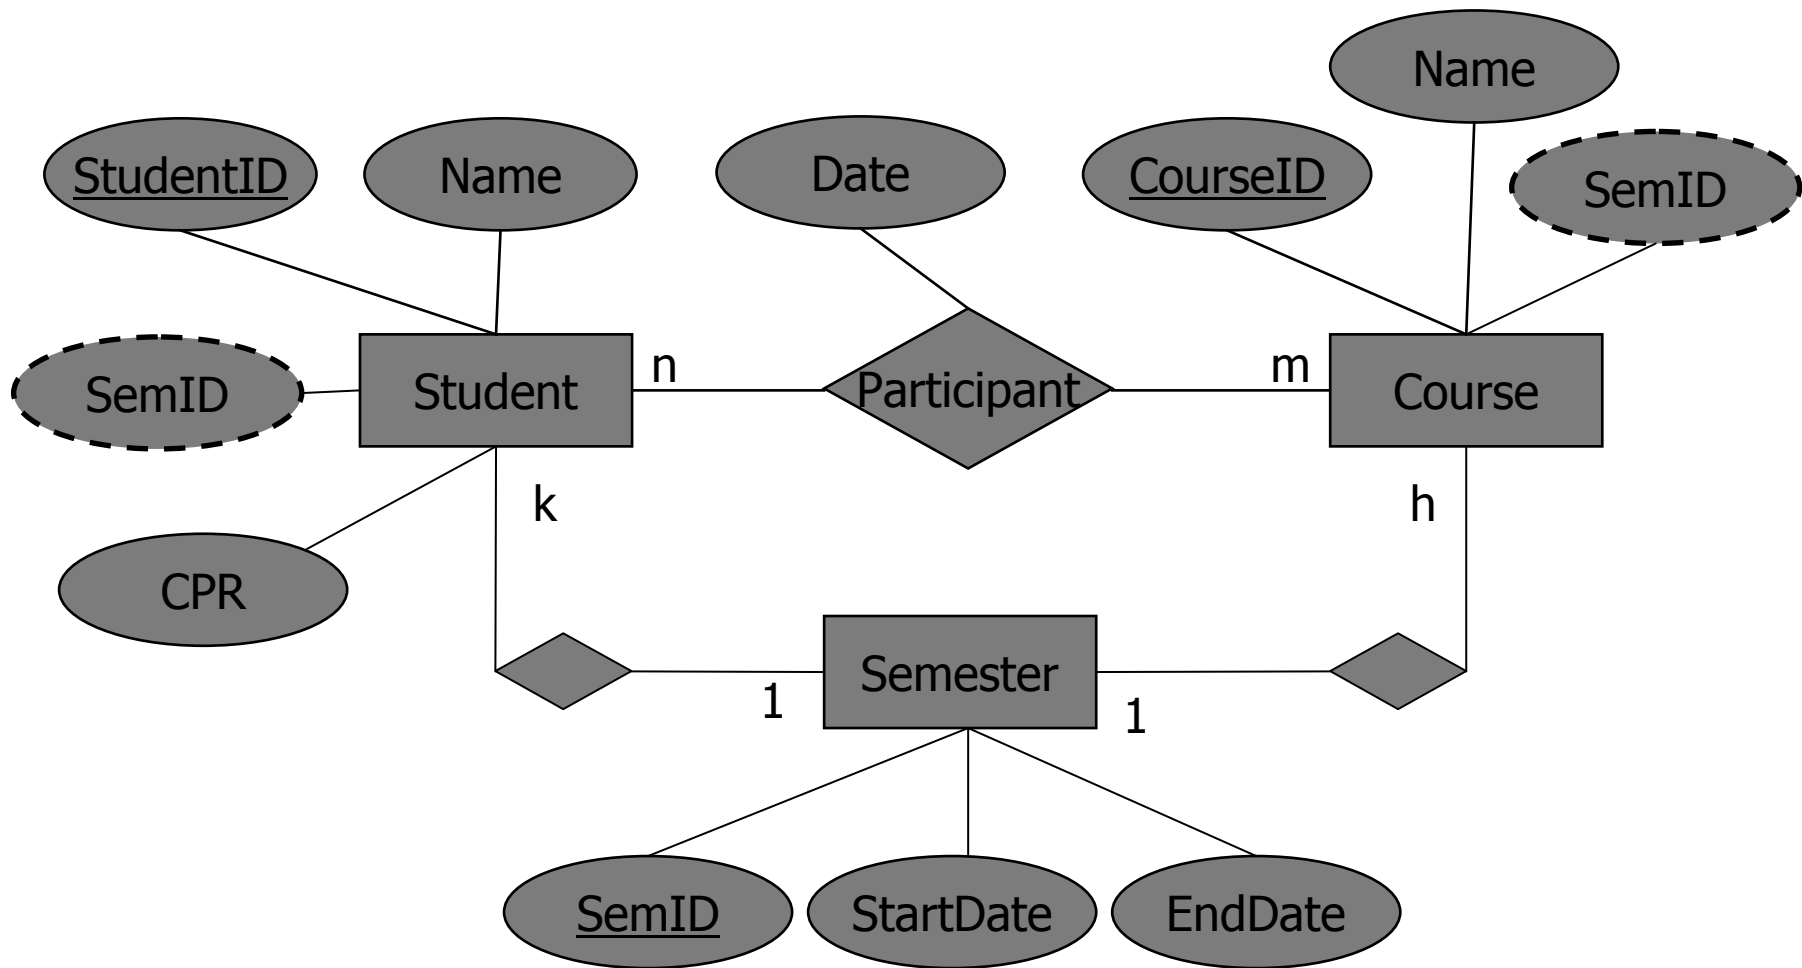 Name
StudentID
Name
Date
CourseID
SemID
SemID
Student
n
Participant
m
Course
k
h
CPR
Semester
1
1
SemID
StartDate
EndDate